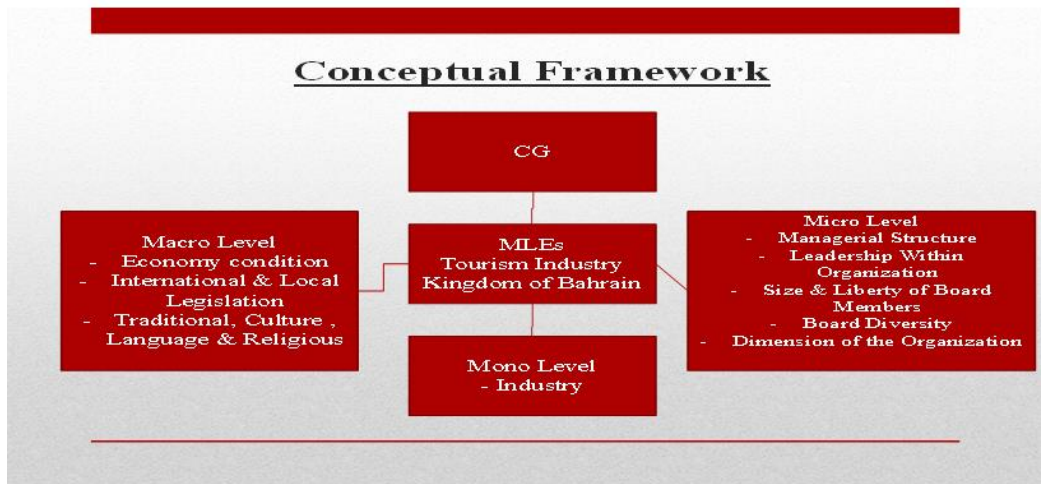 Conceptual Framework
CG
Macro Level
- Economy condition
- International & Local
Legislation
- Traditional, Culture ,
Language & Religious
MLEs
Tourism Industry
Kingdom of Bahrain
Micro Level
- Managerial Structure
- Leadership Within
Organization
- Size & Liberty of Board
Members
- Board Diversity
- Dimension of the Organization
Mono Level
- Industry